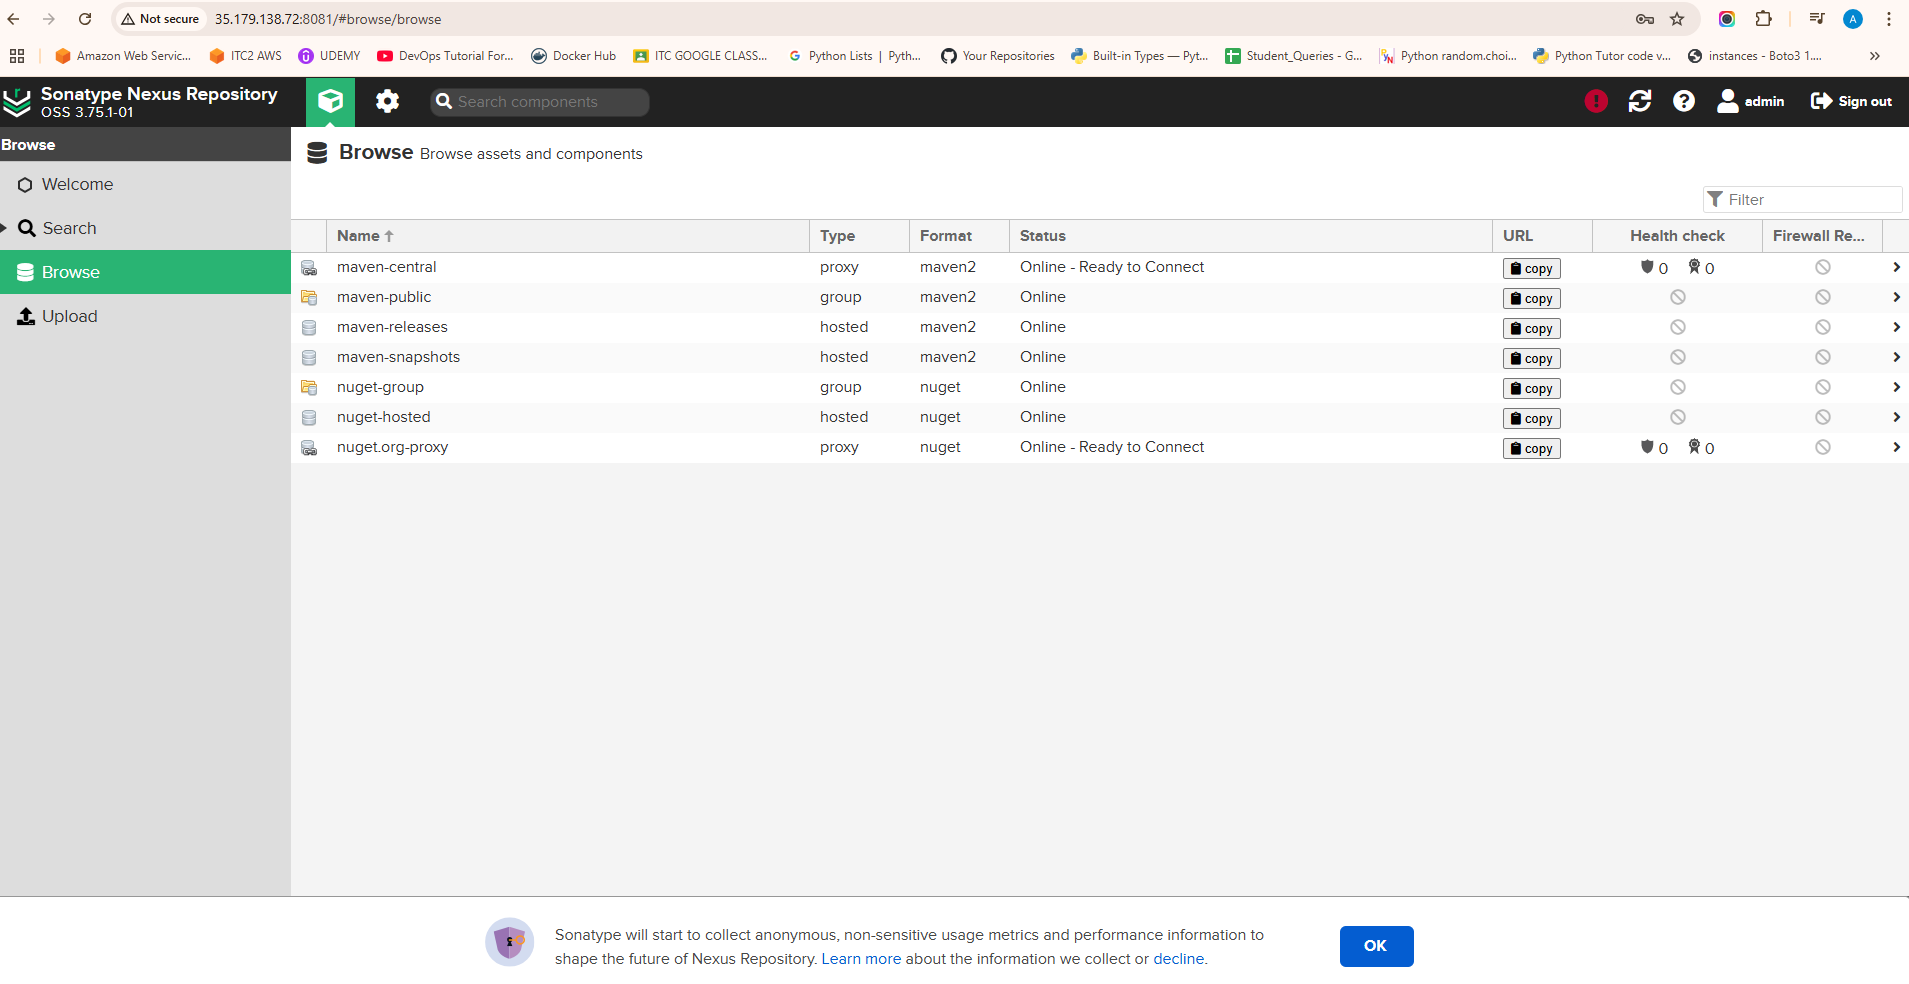 Not secure 35.179.138.72:8081/#browse/browse
Amazon Web Servic... ITC2 AWS UDEMY DevOps Tutorial For... Docker Hub ITC GOOGLE CLASS... Python Lists | Pyth... Your Repositories Built-in Types — Pyt... Student_Queries - G... Python random.choi... Python Tutor code v... instances - Boto3 1.... »
Sonatype Nexus Repository
OSS 3.75.1-01
Search components
admin Sign out
Browse
Welcome
Search
Browse
Upload
Browse Browse assets and components
Filter
Name Type Format Status URL Health check Firewall Re...
maven-central proxy maven2 Online - Ready to Connect copy 0 0
maven-public group maven2 Online copy
maven-releases hosted maven2 Online copy
maven-snapshots hosted maven2 Online copy
nuget-group group nuget Online copy
nuget-hosted hosted nuget Online copy
nuget.org-proxy proxy nuget Online - Ready to Connect copy 0 0
Sonatype will start to collect anonymous, non-sensitive usage metrics and performance information to
shape the future of Nexus Repository. Learn more about the information we collect or decline.
OK